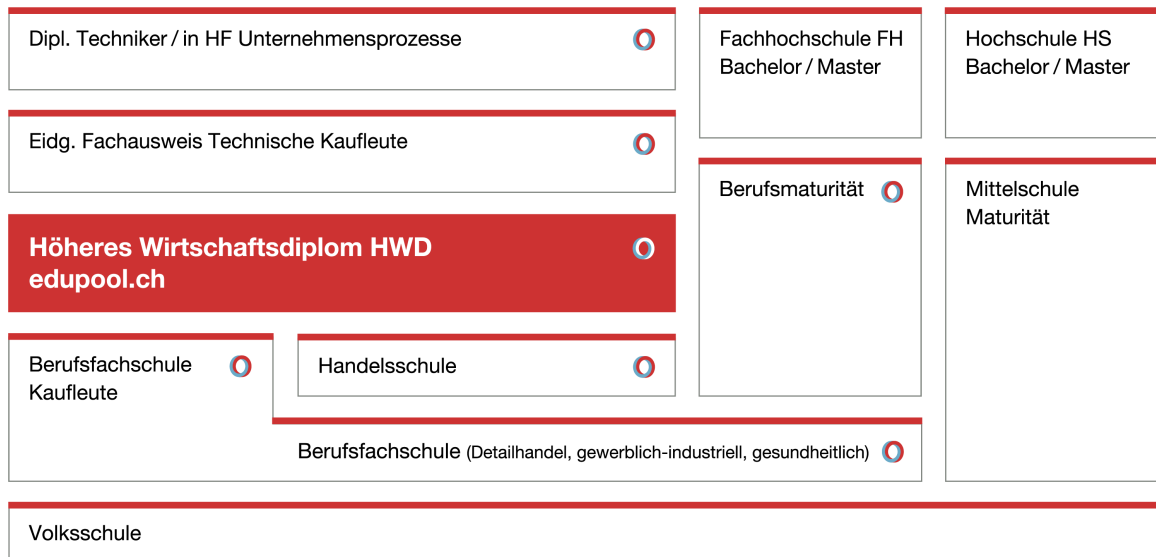 Dipl. Techniker / in HF Unternehmensprozesse
Fachhochschule FH
Bachelor / Master
Hochschule HS
Bachelor / Master
Eidg. Fachausweis Technische Kaufleute
Berufsmaturität
Mittelschule
Maturität
Höheres Wirtschaftsdiplom HWD
edupool.ch
Berufsfachschule
Kaufleute
Handelsschule
Berufsfachschule (Detailhandel, gewerblich-industriell, gesundheitlich)
Volksschule